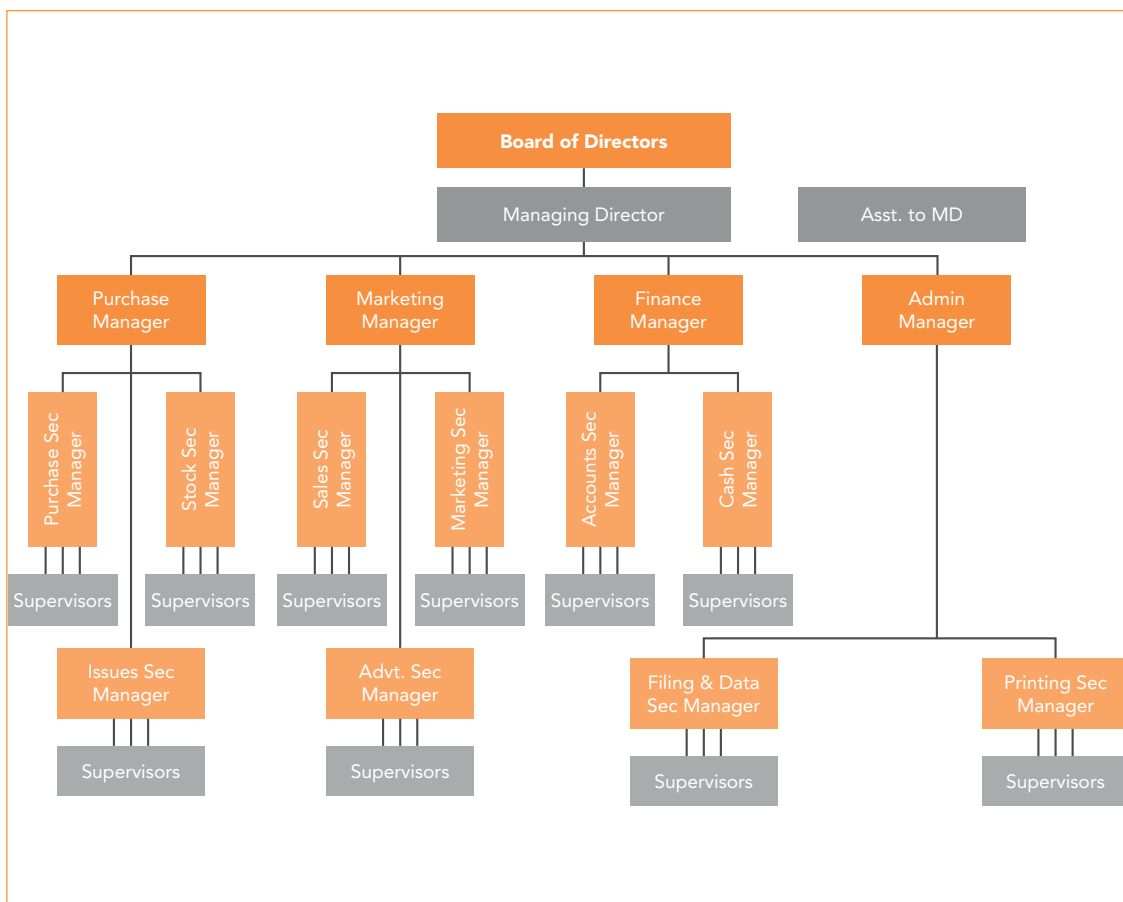 Board of Directors
Managing Director
Asst. to MD
Purchase
Manager
Marketing
Manager
Finance
Manager
Admin
Manager
Purchase Sec
Manager
Stock Sec
Manager
Sales Sec
Manager
Marketing Sec
Manager
Accounts Sec
Manager
Cash Sec
Manager
Supervisors
Supervisors
Supervisors
Supervisors
Supervisors
Supervisors
Issues Sec
Manager
Advt. Sec
Manager
Filing & Data
Sec Manager
Printing Sec
Manager
Supervisors
Supervisors
Supervisors
Supervisors